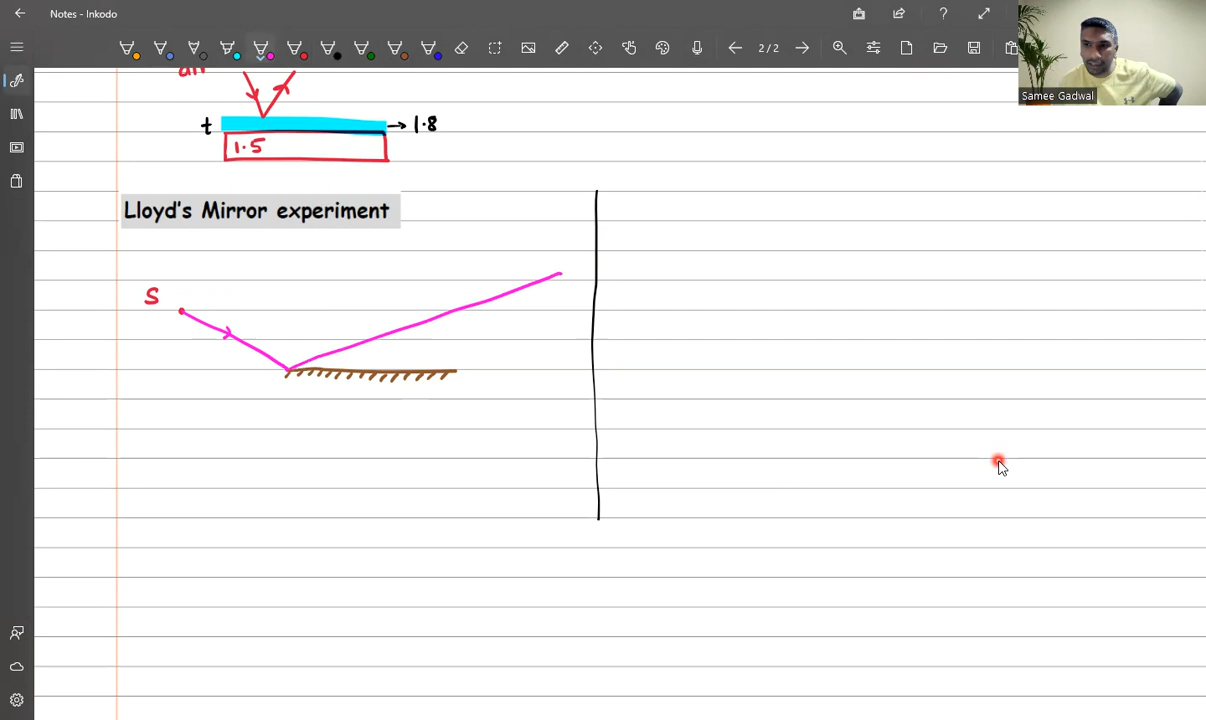 Notes - Inkodo
2/2
Samee Gadwal
t
1.8
1.5
Lloyd's Mirror experiment
S